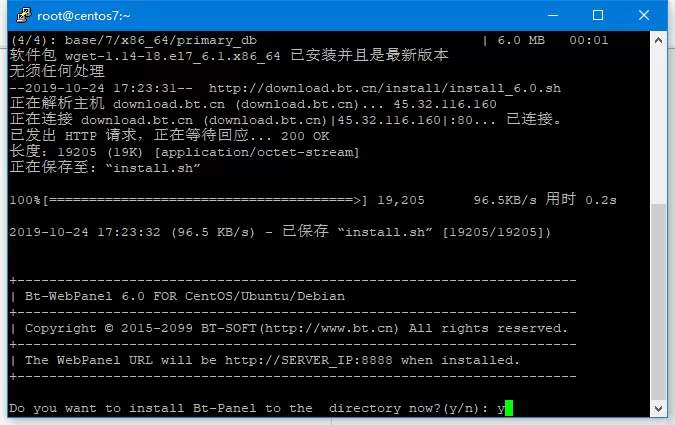 root@centos7:~
(4/4): base/7/x86_64/primary_db | 6.0 MB 00:01
软件包 wget-1.14-18.el7_6.1.x86_64 已安装并且是最新版本
无须任何处理
--2019-10-24 17:23:31-- http://download.bt.cn/install/install_6.0.sh
正在解析主机 download.bt.cn (download.bt.cn)... 45.32.116.160
正在连接 download.bt.cn (download.bt.cn)|45.32.116.160|:80... 已连接。
已发出 HTTP 请求，正在等待回应... 200 OK
长度：19205 (19K) [application/octet-stream]
正在保存至: “install.sh”
100%[======================================>] 19,205 96.5KB/s 用时 0.2s
2019-10-24 17:23:32 (96.5 KB/s) - 已保存 “install.sh” [19205/19205])
+----------------------------------------------------------------------
| Bt-WebPanel 6.0 FOR CentOS/Ubuntu/Debian
+----------------------------------------------------------------------
| Copyright © 2015-2099 BT-SOFT(http://www.bt.cn) All rights reserved.
+----------------------------------------------------------------------
| The WebPanel URL will be http://SERVER_IP:8888 when installed.
+----------------------------------------------------------------------
Do you want to install Bt-Panel to the  directory now?(y/n): y